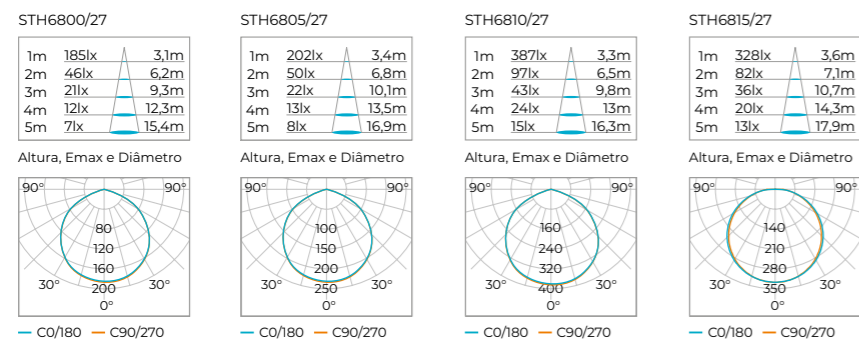 STH6800/27
1m 185lx 3,1m
2m 46lx 6,2m
3m 21lx 9,3m
4m 12lx 12,3m
5m 7lx 15,4m
Altura, Emax e Diâmetro
90° 90°
80
120
160
30° 200 30°
0°
C0/180 C90/270
STH6805/27
1m 202lx 3,4m
2m 50lx 6,8m
3m 22lx 10,1m
4m 13lx 13,5m
5m 8lx 16,9m
Altura, Emax e Diâmetro
90° 90°
100
150
200
30° 250 30°
0°
C0/180 C90/270
STH6810/27
1m 387lx 3,3m
2m 97lx 6,5m
3m 43lx 9,8m
4m 24lx 13m
5m 15lx 16,3m
Altura, Emax e Diâmetro
90° 90°
160
240
320
30° 400 30°
0°
C0/180 C90/270
STH6815/27
1m 328lx 3,6m
2m 82lx 7,1m
3m 36lx 10,7m
4m 20lx 14,3m
5m 13lx 17,9m
Altura, Emax e Diâmetro
90° 90°
140
210
280
30° 350 30°
0°
C0/180 C90/270